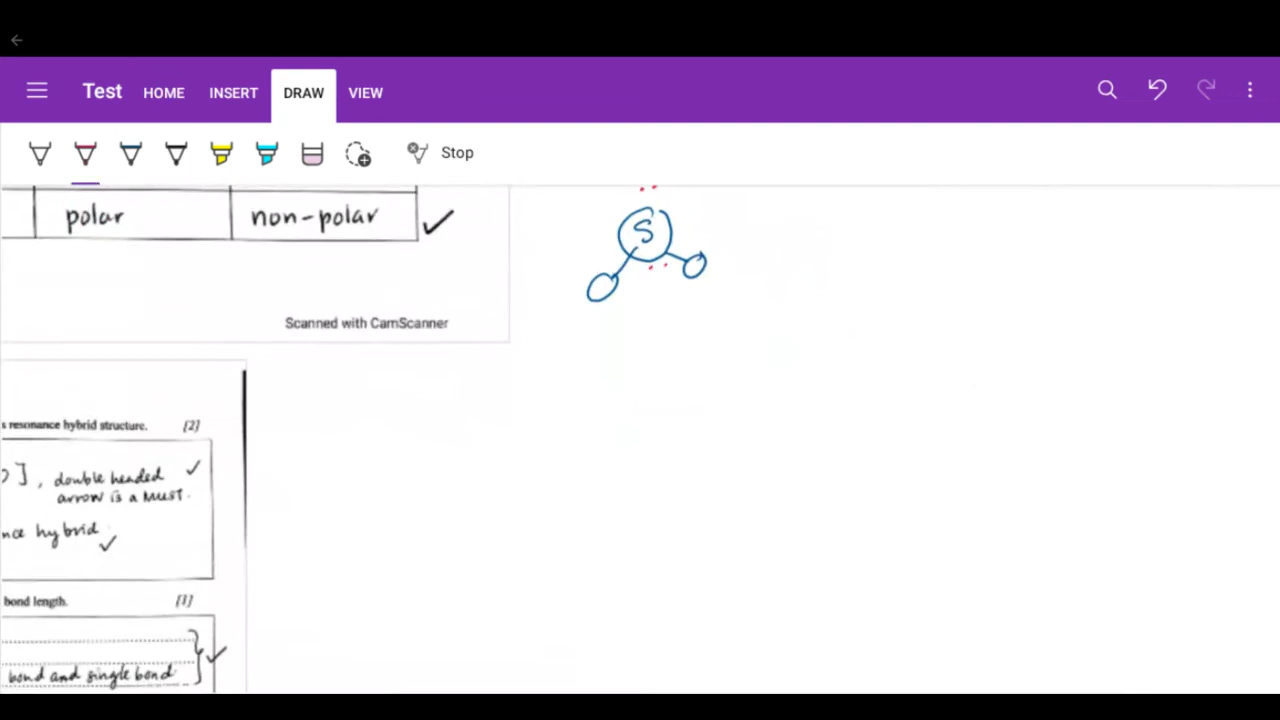 Test HOME INSERT DRAW VIEW
Stop
polar non-polar
S
Scanned with CamScanner
s resonance hybrid structure. [2]
], double headed
arrow is a MUST.
nce hybrid
bond length. [1]
bond and single bond